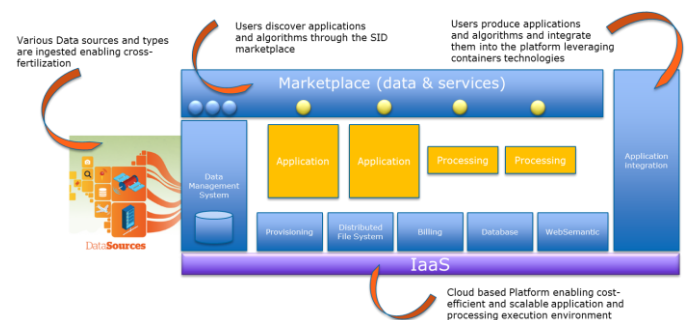 Various Data sources and types
are ingested enabling cross-
fertilization
Users discover applications
and algorithms through the SID
marketplace
Users produce applications
and algorithms and integrate
them into the platform leveraging
containers technologies
Marketplace (data & services)
Data
Management
System
Application
Application
Processing
Processing
Application
Integration
DataSources
Provisioning
Distributed
File System
Billing
Database
WebSemantic
IaaS
Cloud based Platform enabling cost-
efficient and scalable application and
processing execution environment